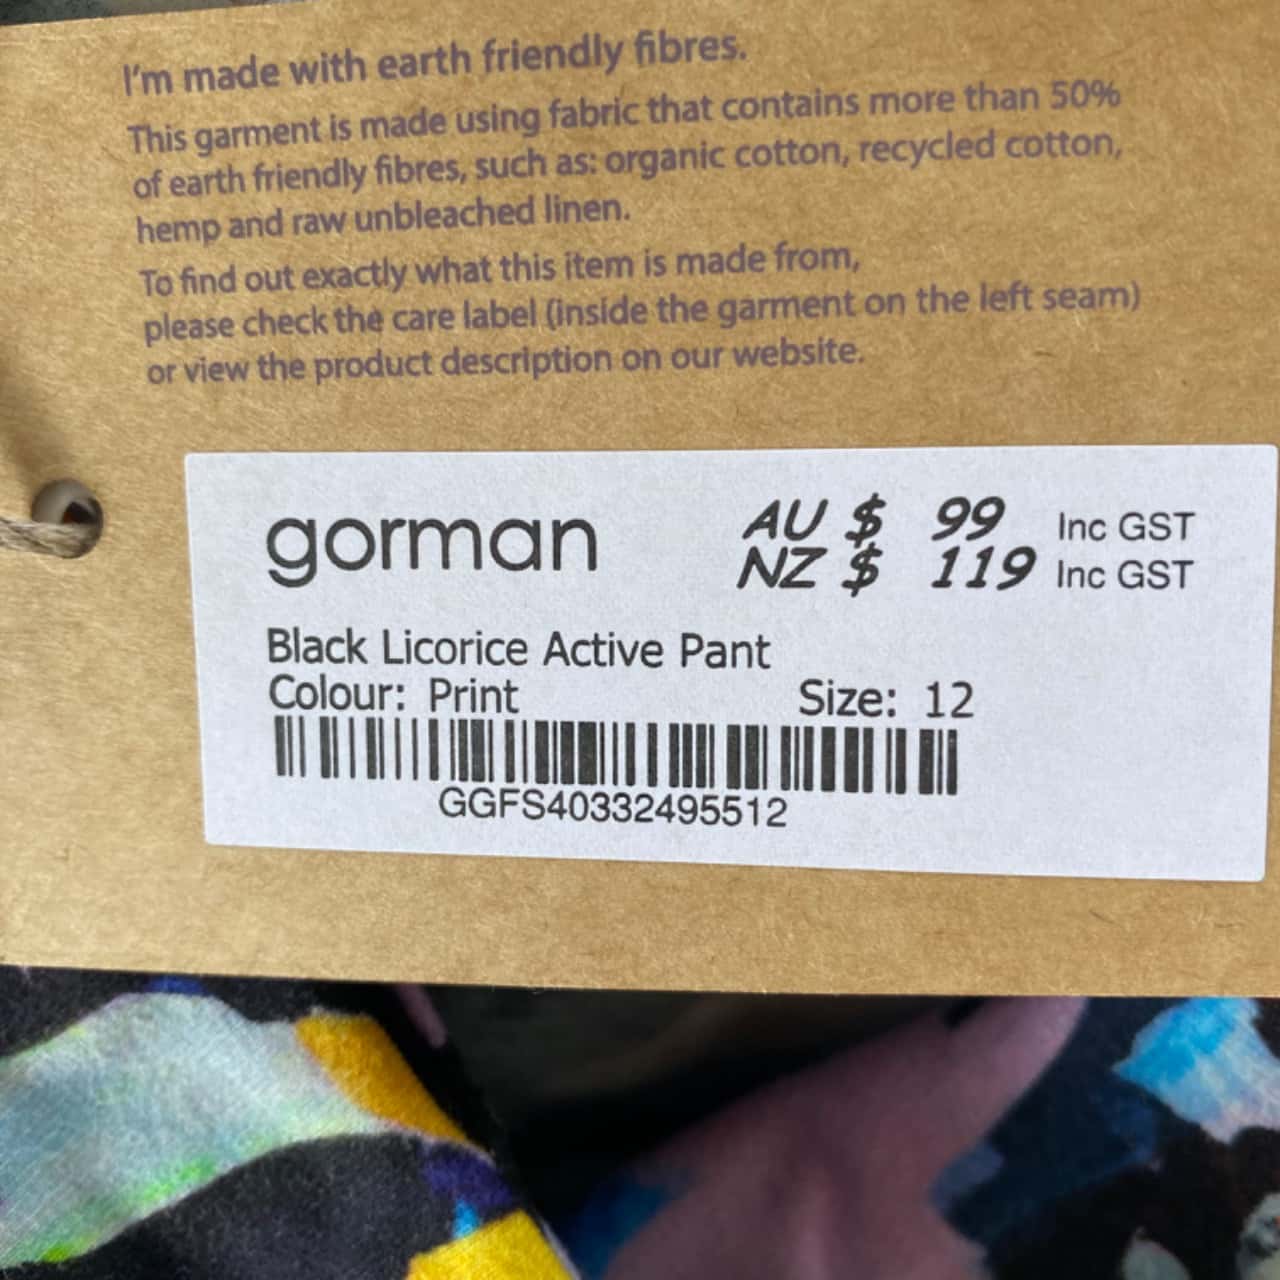 I'm made with earth friendly fibres.
This garment is made using fabric that contains more than 50%
of earth friendly fibres, such as: organic cotton, recycled cotton,
hemp and raw unbleached linen.
To find out exactly what this item is made from,
please check the care label (inside the garment on the left seam)
or view the product description on our website.
gorman
AU $ 99 Inc GST
NZ $ 119 Inc GST
Black Licorice Active Pant
Colour: Print Size: 12
GGFS40332495512